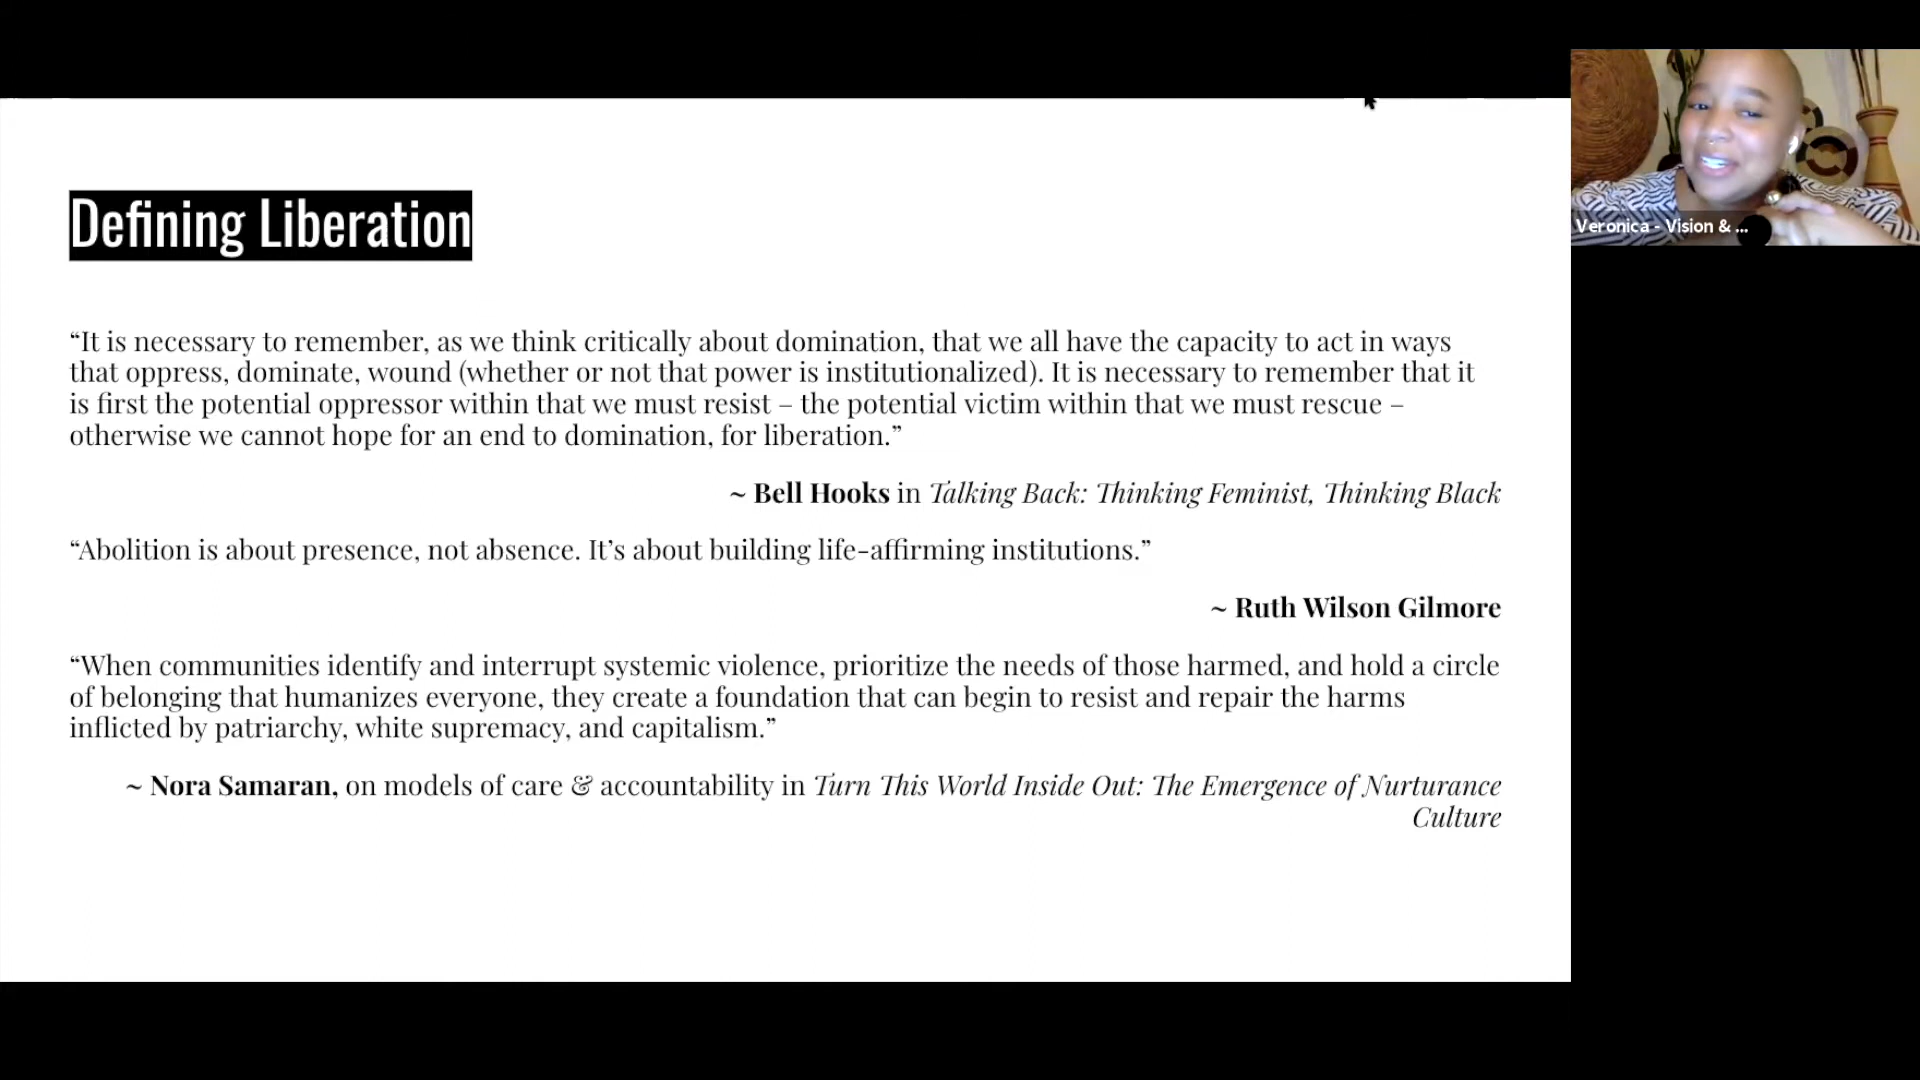 Defining Liberation
“It is necessary to remember, as we think critically about domination, that we all have the capacity to act in ways
that oppress, dominate, wound (whether or not that power is institutionalized). It is necessary to remember that it
is first the potential oppressor within that we must resist – the potential victim within that we must rescue –
otherwise we cannot hope for an end to domination, for liberation.”
~ Bell Hooks in Talking Back: Thinking Feminist, Thinking Black
“Abolition is about presence, not absence. It’s about building life-affirming institutions.”
~ Ruth Wilson Gilmore
“When communities identify and interrupt systemic violence, prioritize the needs of those harmed, and hold a circle
of belonging that humanizes everyone, they create a foundation that can begin to resist and repair the harms
inflicted by patriarchy, white supremacy, and capitalism.”
~ Nora Samaran, on models of care & accountability in Turn This World Inside Out: The Emergence of Nurturance
Culture
Veronica - Vision & ...